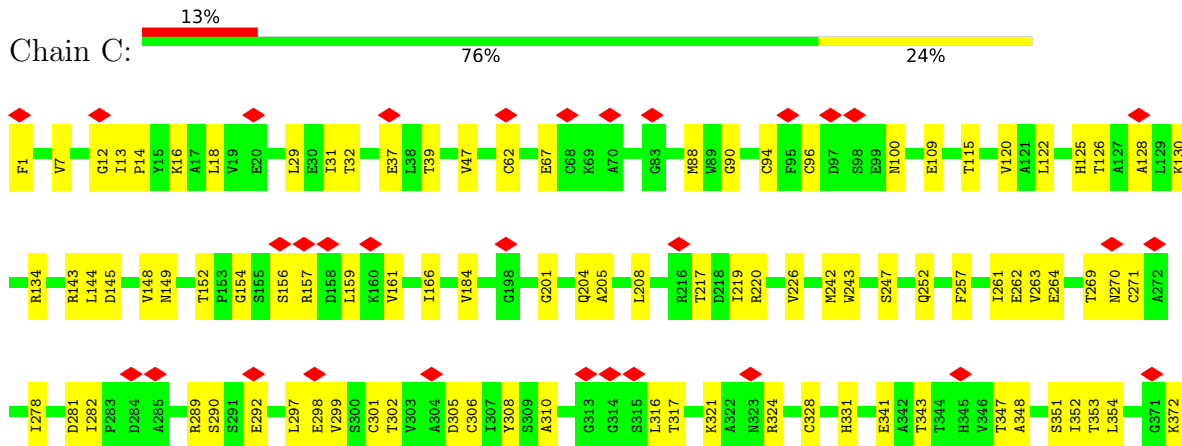 13%
Chain C:
76% 24%
F1 V7 G12 I13 P14 Y15 K16 A17 L18 V19 E20 L29 E30 I31 T32 E37 L38 T39 V47 C62 E67 C68 K69 A70 G83 M88 W89 G90 C94 F95 C96 D97 S98 E99 N100 E109 T115 V120 A121 L122 H125 T126 A127 A128 L129 K130
R134 R143 L144 D145 V148 N149 T152 P153 G154 S155 S156 R157 D158 L159 K160 V161 I166 V184 G198 G201 Q204 A205 L208 R216 T217 D218 I219 R220 V226 M242 W243 S247 Q252 F257 I261 E262 V263 E264 T269 N270 C271 A272
I278 D281 I282 P283 D284 A285 R289 S290 S291 E292 L297 E298 V299 S300 C301 T302 V303 A304 D305 C306 I307 Y308 S309 A310 G313 G314 S315 L316 T317 K321 A322 N323 R324 C328 H331 E341 A342 T343 T344 H345 V346 T347 A348 S351 I352 T353 L354 G371 K372